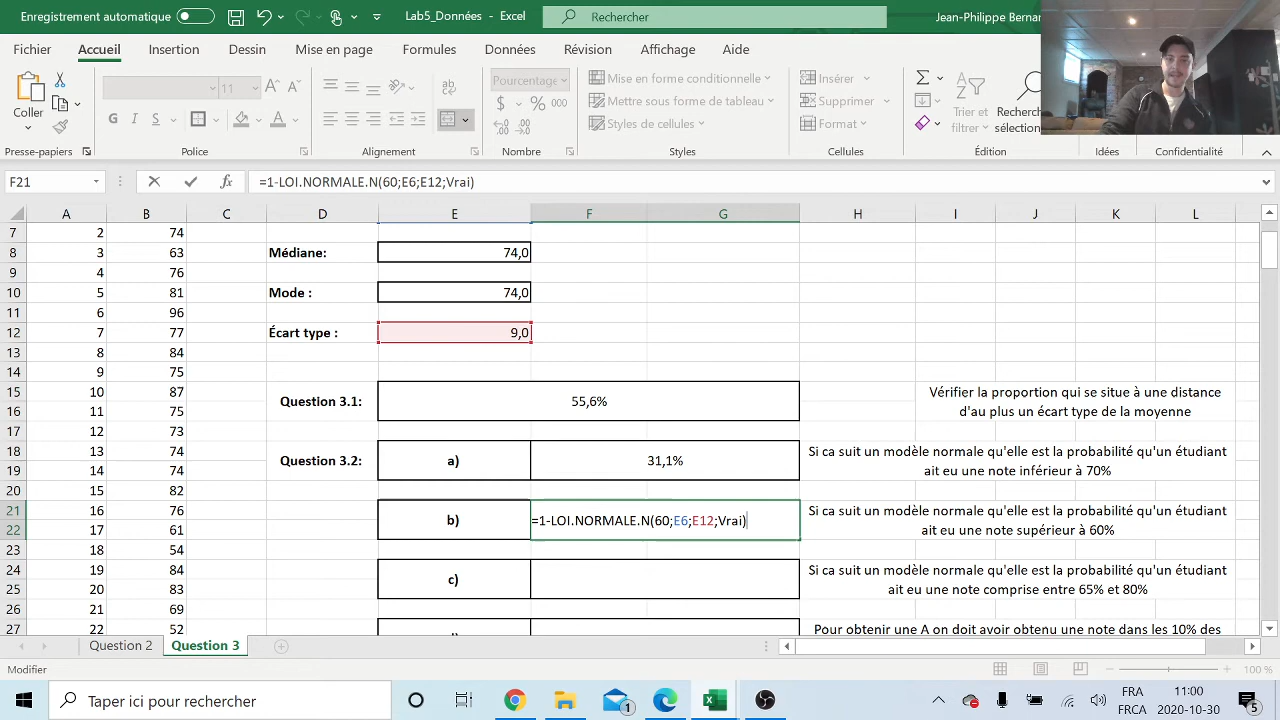 Enregistrement automatique Lab5_Données - Excel Rechercher Jean-Philippe Bernar
Fichier Accueil Insertion Dessin Mise en page Formules Données Révision Affichage Aide
Pourcentage Mise en forme conditionnelle Insérer
11 Mettre sous forme de tableau Supprimer
Coller Styles de cellules Format Trier et filtrer Recherch sélection
Presse-papiers Police Alignement Nombre Styles Cellules Édition Idées Confidentialité
F21 =1-LOI.NORMALE.N(60;E6;E12;Vrai)
A B C D E F G H I J K L
7 2 74
8 3 63 Médiane: 74,0
9 4 76
10 5 81 Mode : 74,0
11 6 96
12 7 77 Écart type : 9,0
13 8 84
14 9 75
15 10 87 Vérifier la proportion qui se situe à une distance
Question 3.1: 55,6%
16 11 75 d'au plus un écart type de la moyenne
17 12 73
18 13 74 Si ca suit un modèle normale qu'elle est la probabilité qu'un étudiant
Question 3.2: a) 31,1%
19 14 74 ait eu une note inférieur à 70%
20 15 82
21 16 76 Si ca suit un modèle normale qu'elle est la probabilité qu'un étudiant
b) =1-LOI.NORMALE.N(60;E6;E12;Vrai)
22 17 61 ait eu une note supérieur à 60%
23 18 54
24 19 84 Si ca suit un modèle normale qu'elle est la probabilité qu'un étudiant
c)
25 20 83 ait eu une note comprise entre 65% et 80%
26 21 69
27 22 52 Pour obtenir une A on doit avoir obtenu une note dans les 10% des
Question 2 Question 3
Modifier 100 %
Taper ici pour rechercher 1 FRA 11:00
FRCA 2020-10-30 5